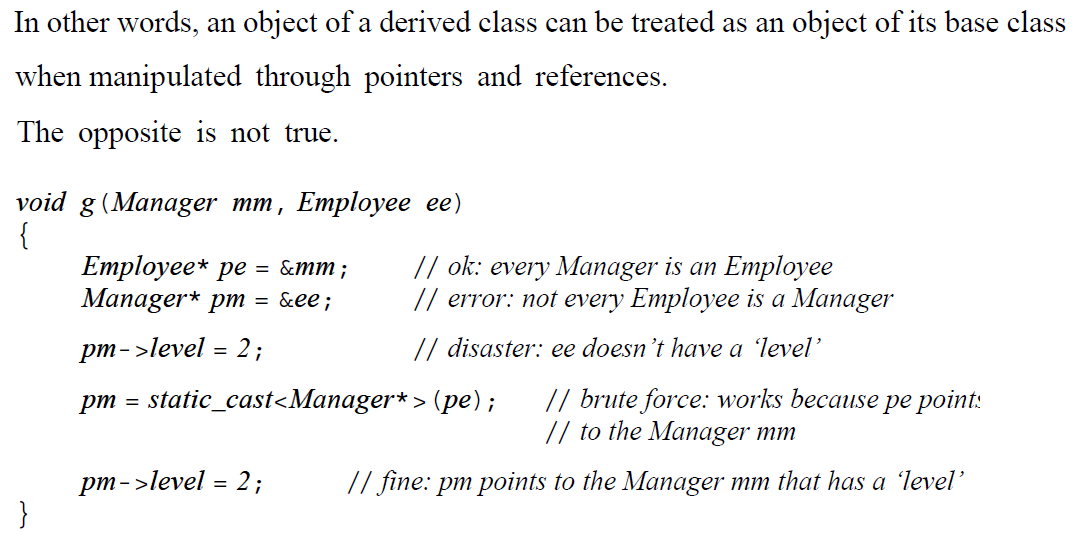 In other words, an object of a derived class can be treated as an object of its base class
when manipulated through pointers and references.
The opposite is not true.
void g(Manager mm, Employee ee)
{
Employee* pe = &mm; // ok: every Manager is an Employee
Manager* pm = &ee; // error: not every Employee is a Manager
pm->level = 2; // disaster: ee doesn’t have a ‘level’
pm = static_cast<Manager*>(pe); // brute force: works because pe points
// to the Manager mm
pm->level = 2; // fine: pm points to the Manager mm that has a ‘level’
}